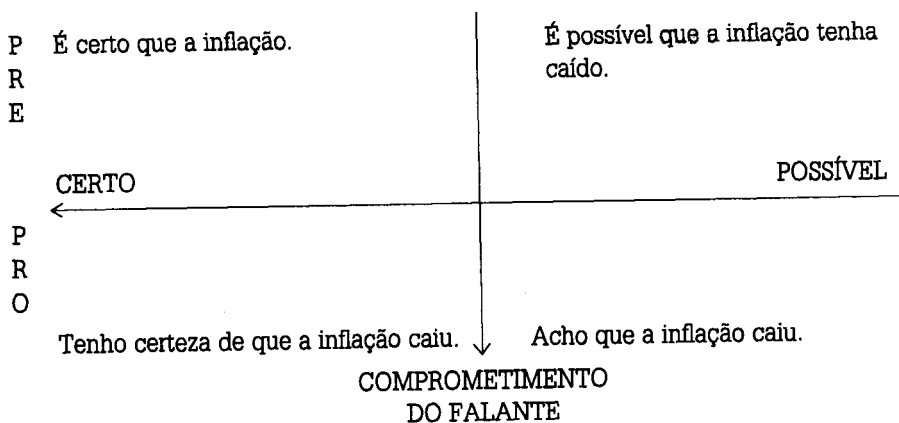 P
R
E
É certo que a inflação.
É possível que a inflação tenha
caído.
CERTO
POSSÍVEL
P
R
O
Tenho certeza de que a inflação caiu.
Acho que a inflação caiu.
COMPROMETIMENTO
DO FALANTE